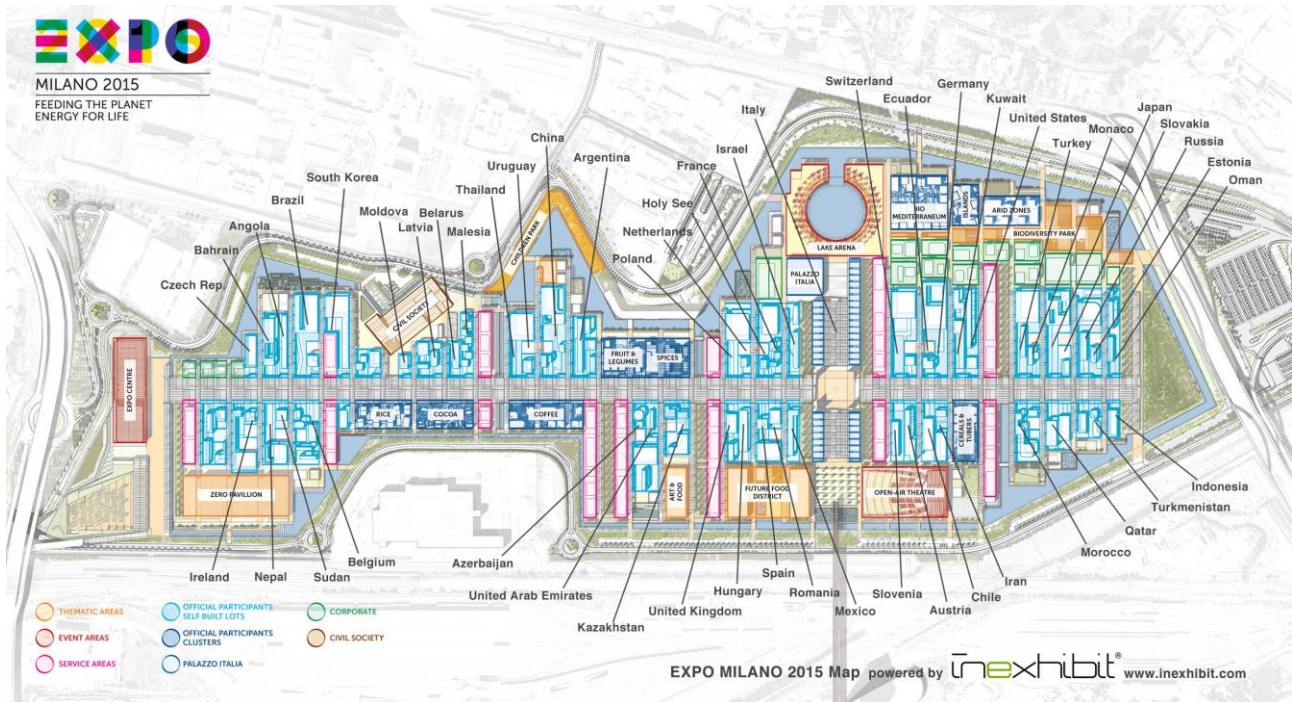 EXPO
MILANO 2015
FEEDING THE PLANET
ENERGY FOR LIFE
Czech Rep.
Bahrain
Angola
Brazil
South Korea
Moldova
Latvia
Belarus
Malesia
Thailand
Uruguay
China
Argentina
Poland
Netherlands
Holy See
France
Israel
Italy
Switzerland
Ecuador
Germany
Kuwait
United States
Turkey
Monaco
Japan
Slovakia
Russia
Estonia
Oman
EXPO CENTRE
CIVIL SOCIETY
CHILDREN PARK
FRUIT &
LEGUMES
SPICES
LAKE ARENA
PALAZZO
ITALIA
BIO
MEDITERRANEUM
ISLANDS
ARID ZONES
BIODIVERSITY PARK
RICE
COCOA
COFFEE
CEREALS &
TUBERS
ZERO PAVILLION
ART &
FOOD
FUTURE FOOD
DISTRICT
OPEN-AIR THEATRE
Ireland
Nepal
Sudan
Belgium
Azerbaijan
United Arab Emirates
Kazakhstan
United Kingdom
Hungary
Spain
Romania
Mexico
Slovenia
Austria
Chile
Iran
Morocco
Qatar
Turkmenistan
Indonesia
THEMATIC AREAS
EVENT AREAS
SERVICE AREAS
OFFICIAL PARTICIPANTS
SELF BUILT LOTS
OFFICIAL PARTICIPANTS
CLUSTERS
PALAZZO ITALIA
CORPORATE
CIVIL SOCIETY
EXPO MILANO 2015 Map powered by inexhibit® www.inexhibit.com